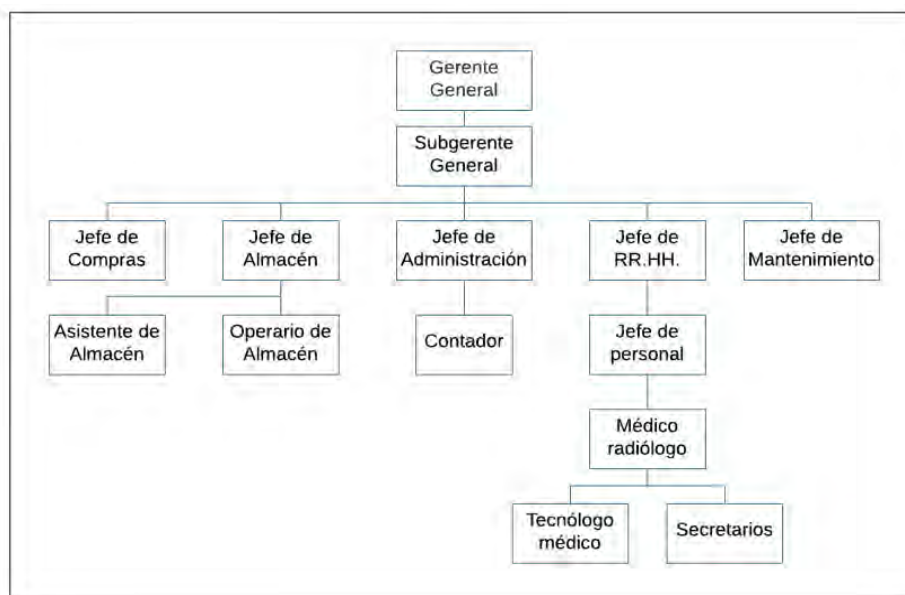 Gerente
General
Subgerente
General
Jefe de
Compras
Jefe de
Almacén
Jefe de
Administración
Jefe de
RR.HH.
Jefe de
Mantenimiento
Asistente de
Almacén
Operario de
Almacén
Contador
Jefe de
personal
Médico
radiólogo
Tecnólogo
médico
Secretarios